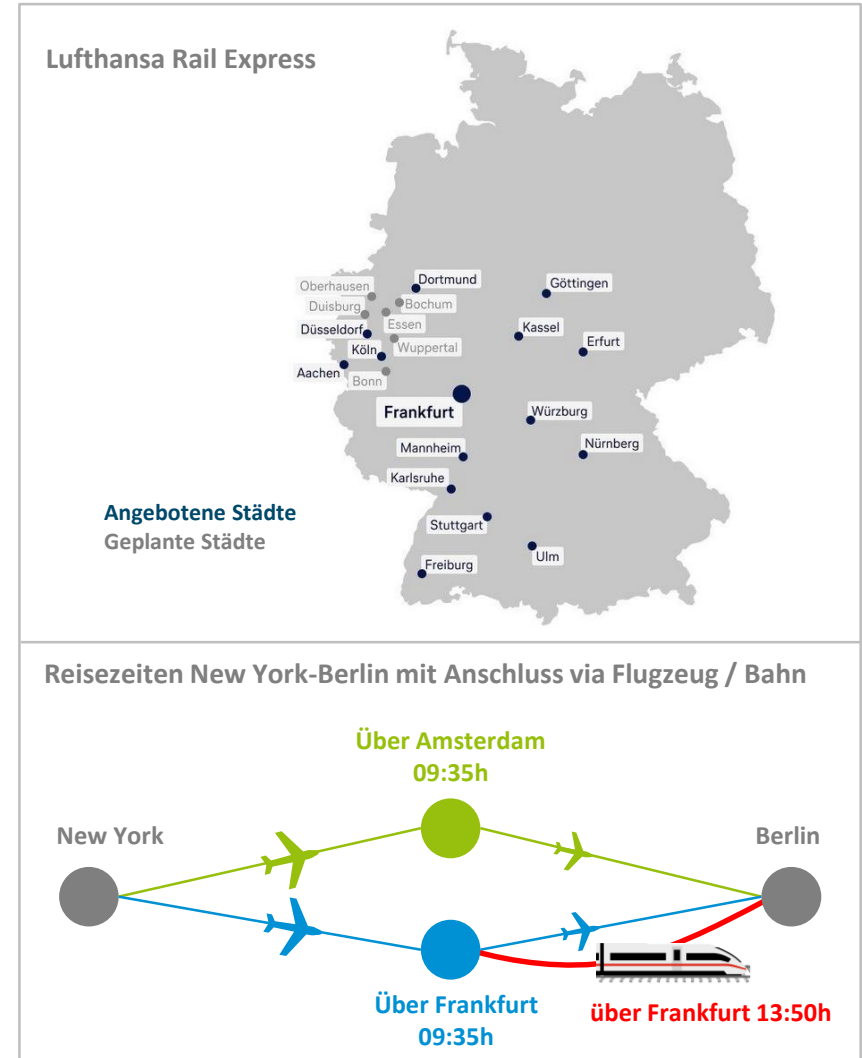 Lufthansa Rail Express
Dortmund
Göttingen
Oberhausen
Bochum
Duisburg
Essen
Düsseldorf
Kassel
Wuppertal
Erfurt
Köln
Aachen
Bonn
Frankfurt
Würzburg
Nürnberg
Mannheim
Karlsruhe
Angebotene Städte
Stuttgart
Geplante Städte
Ulm
Freiburg
Reisezeiten New York-Berlin mit Anschluss via Flugzeug / Bahn
Über Amsterdam
09:35h
New York
Berlin
Über Frankfurt
09:35h
über Frankfurt 13:50h